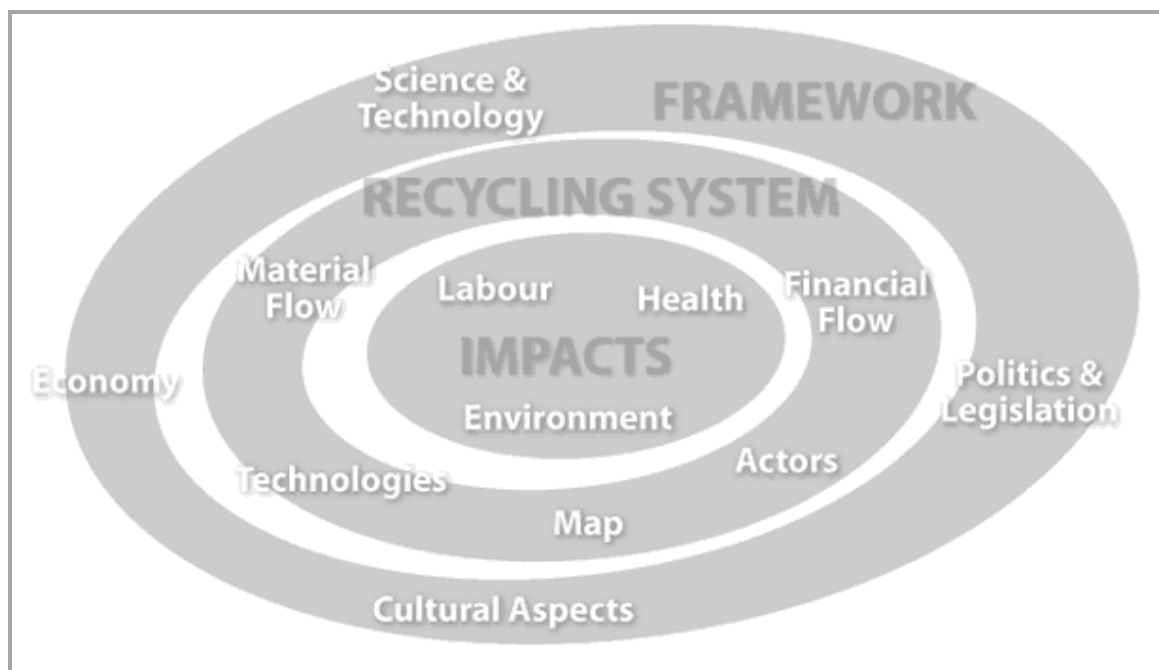 Science &
Technology
FRAMEWORK
RECYCLING SYSTEM
Material
Flow
Labour
Health
Financial
Flow
IMPACTS
Economy
Politics &
Legislation
Environment
Actors
Technologies
Map
Cultural Aspects